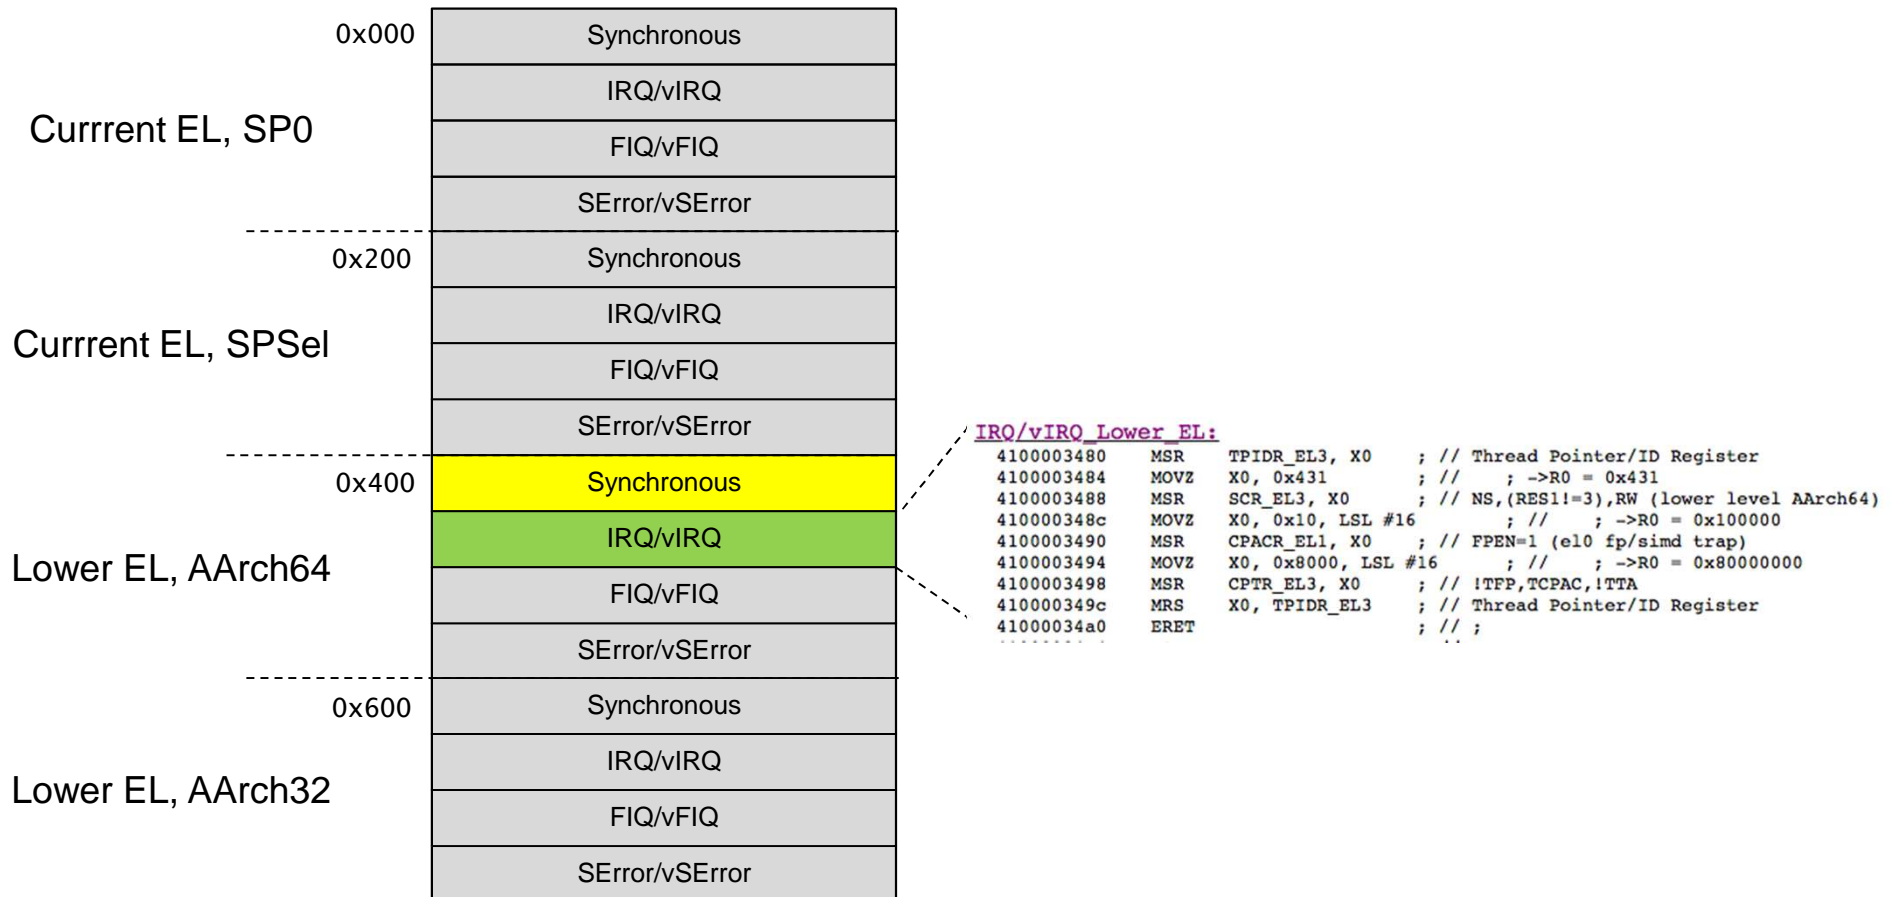 0x000
Synchronous
IRQ/vIRQ
Currrent EL, SP0
FIQ/vFIQ
SError/vSError
0x200
Synchronous
IRQ/vIRQ
Currrent EL, SPSel
FIQ/vFIQ
SError/vSError
0x400
Synchronous
IRQ/vIRQ
Lower EL, AArch64
FIQ/vFIQ
SError/vSError
0x600
Synchronous
IRQ/vIRQ
Lower EL, AArch32
FIQ/vFIQ
SError/vSError
IRQ/vIRQ_Lower_EL:
4100003480 MSR TPIDR_EL3, X0 ; // Thread Pointer/ID Register
4100003484 MOVZ X0, 0x431 ; // ; ->R0 = 0x431
4100003488 MSR SCR_EL3, X0 ; // NS,(RES1!=3),RW (lower level AArch64)
410000348c MOVZ X0, 0x10, LSL #16 ; // ; ->R0 = 0x100000
4100003490 MSR CPACR_EL1, X0 ; // FPEN=1 (el0 fp/simd trap)
4100003494 MOVZ X0, 0x8000, LSL #16 ; // ; ->R0 = 0x80000000
4100003498 MSR CPTR_EL3, X0 ; // !TFP,TCPAC,!TTA
410000349c MRS X0, TPIDR_EL3 ; // Thread Pointer/ID Register
41000034a0 ERET ; // ;